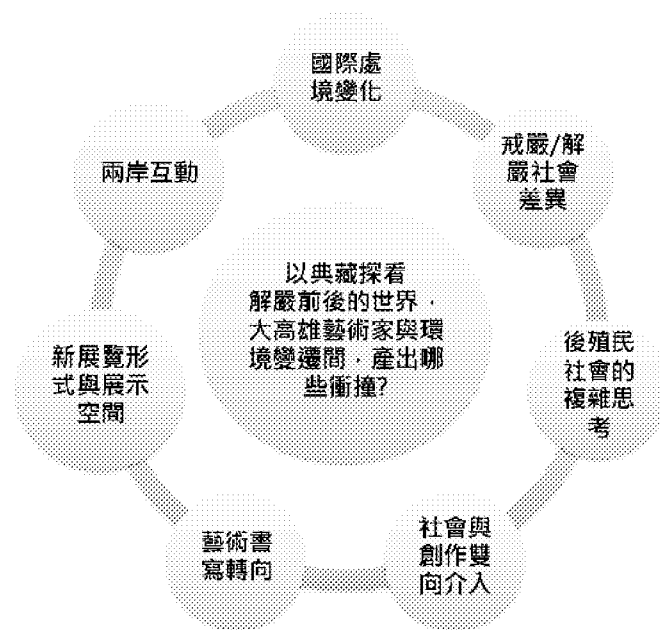 國際處
境變化
戒嚴/解
嚴社會
差異
後殖民
社會的
複雜思
考
社會與
創作雙
向介入
藝術書
寫轉向
新展覽形
式與展示
空間
兩岸互動
以典藏探看
解嚴前後的世界，
大高雄藝術家與環
境變遷間，產出哪
些衝撞?